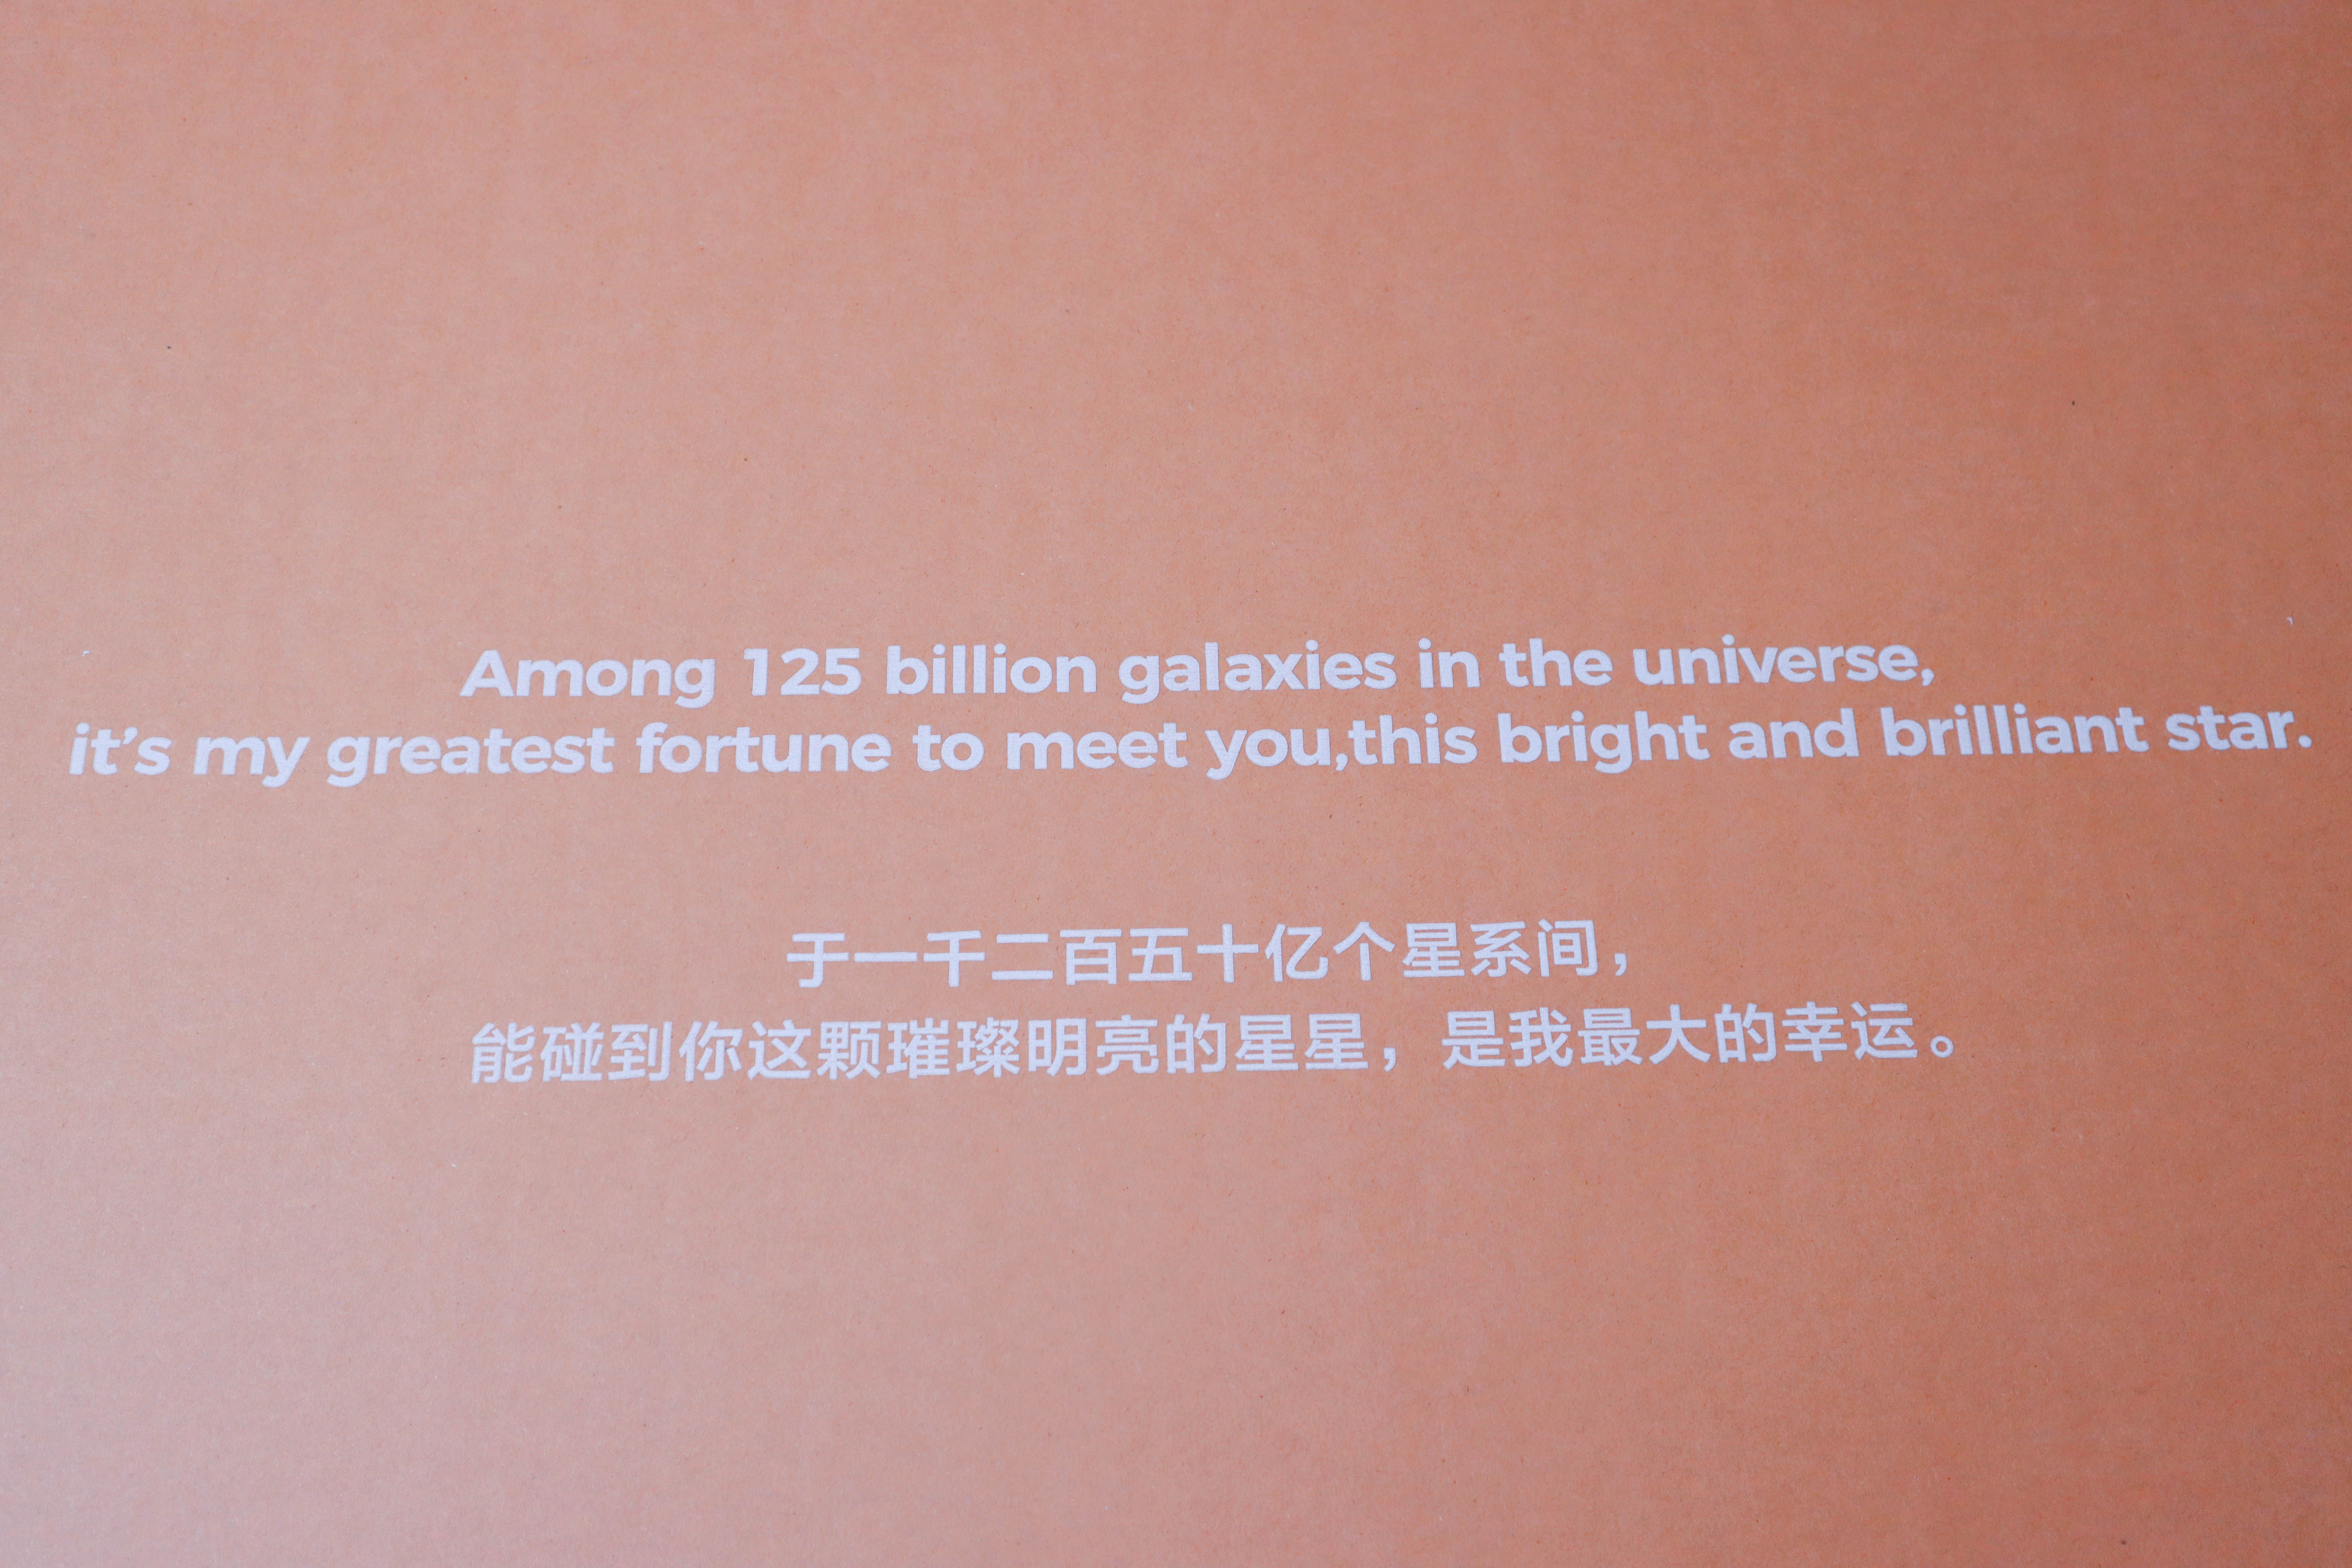 Among 125 billion galaxies in the universe,
it’s my greatest fortune to meet you,this bright and brilliant star.
于一千二百五十亿个星系间，
能碰到你这颗璀璨明亮的星星，是我最大的幸运。